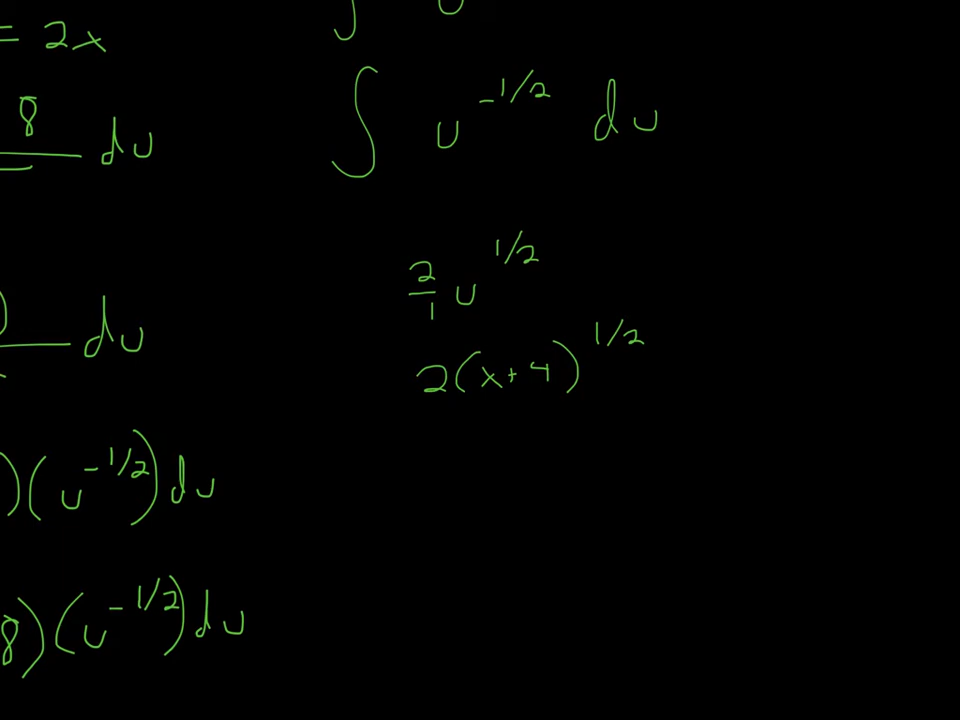 = 2x
8
du
∫ u^{-1/2} du
2/1 u^{1/2}
du
2(x+4)^{1/2}
)(u^{-1/2})du
8)(u^{-1/2})du